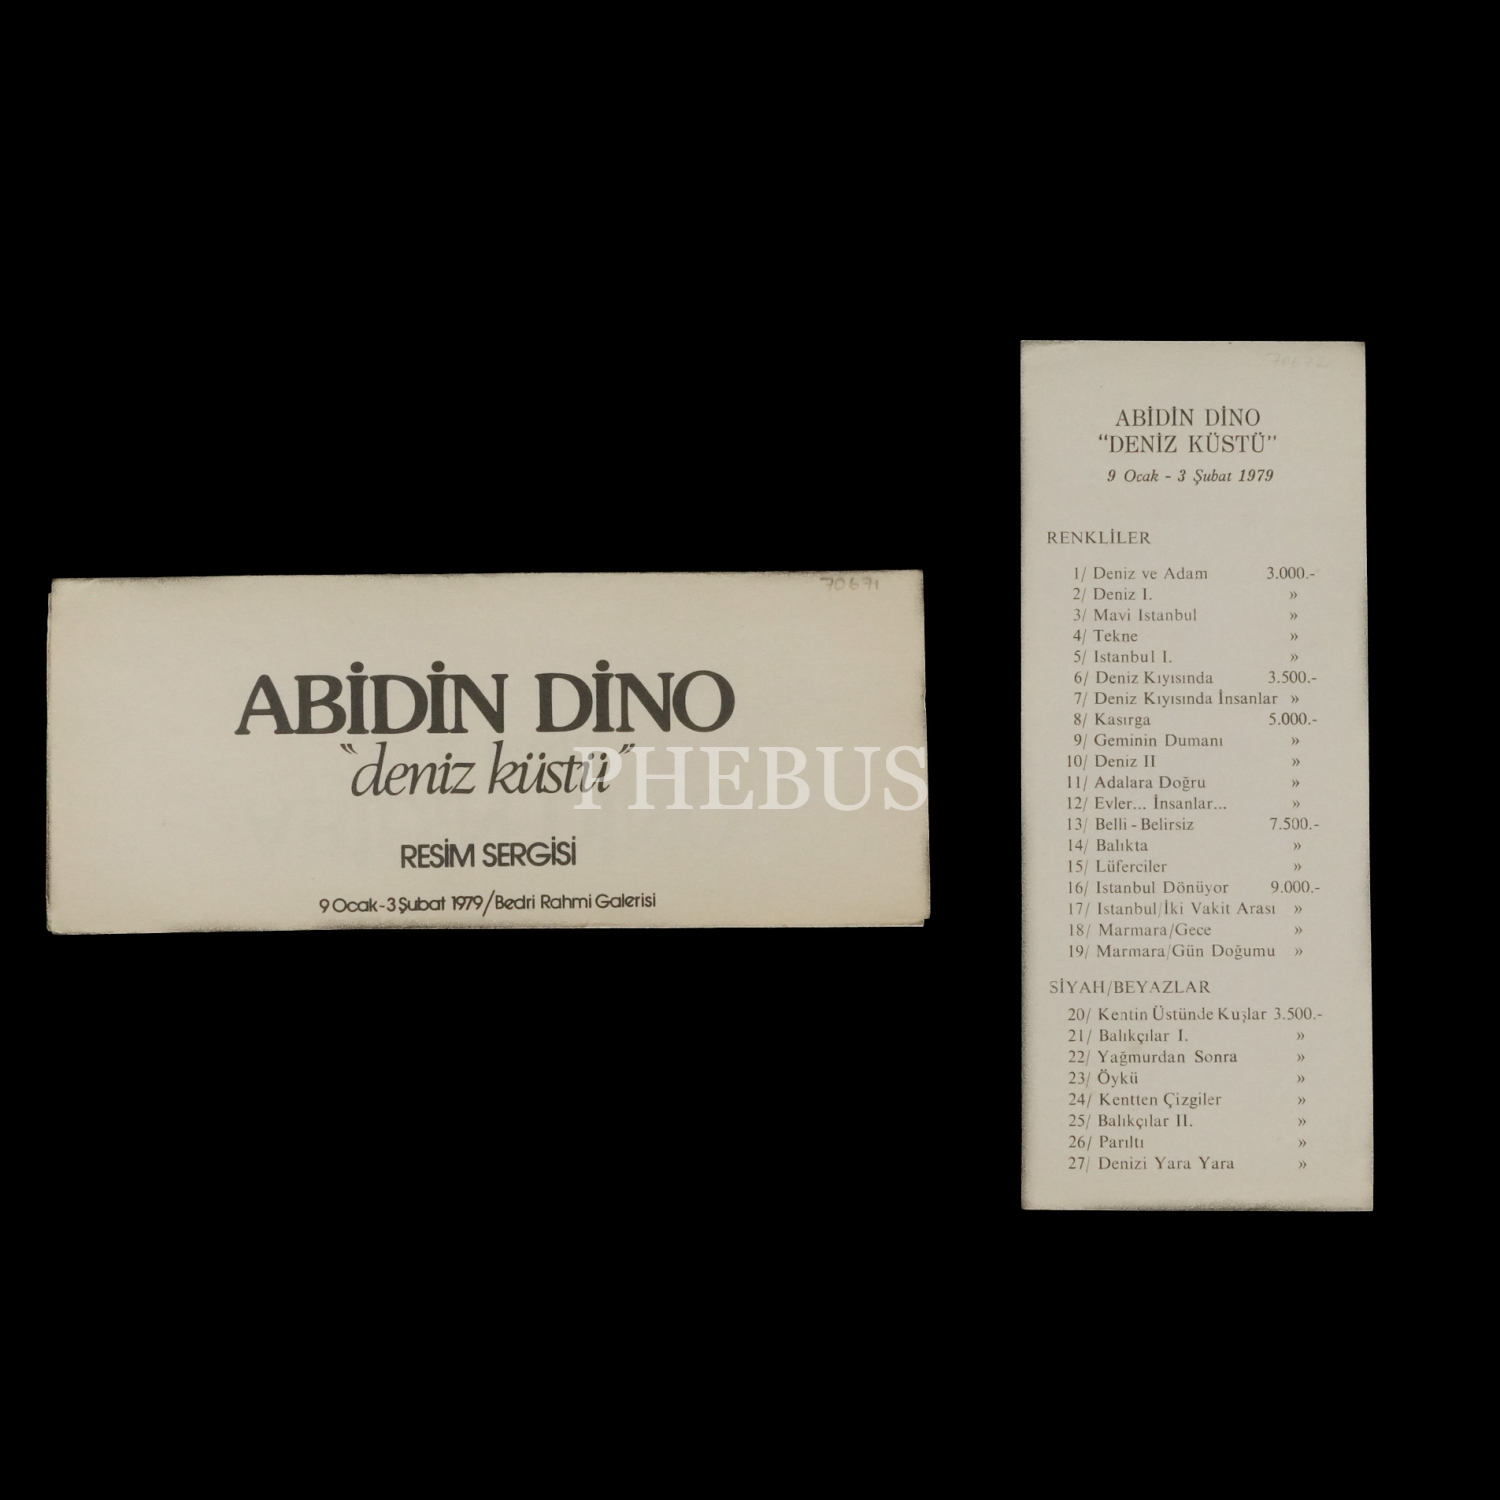 70671
ABİDİN DİNO
"deniz küstü"
RESİM SERGİSİ
9 Ocak-3 Şubat 1979/Bedri Rahmi Galerisi
PHEBUS
70672
ABİDİN DİNO
“DENİZ KÜSTÜ”
9 Ocak - 3 Şubat 1979
RENKLİLER
1/ Deniz ve Adam 3.000.-
2/ Deniz I. »
3/ Mavi Istanbul »
4/ Tekne »
5/ Istanbul I. »
6/ Deniz Kıyısında 3.500.-
7/ Deniz Kıyısında İnsanlar »
8/ Kasırga 5.000.-
9/ Geminin Dumanı »
10/ Deniz II »
11/ Adalara Doğru »
12/ Evler... İnsanlar... »
13/ Belli - Belirsiz 7.500.-
14/ Balıkta »
15/ Lüferciler »
16/ Istanbul Dönüyor 9.000.-
17/ Istanbul/İki Vakit Arası »
18/ Marmara/Gece »
19/ Marmara/Gün Doğumu »
SİYAH/BEYAZLAR
20/ Kentin Üstünde Kuşlar 3.500.-
21/ Balıkçılar I. »
22/ Yağmurdan Sonra »
23/ Öykü »
24/ Kentten Çizgiler »
25/ Balıkçılar II. »
26/ Parıltı »
27/ Denizi Yara Yara »